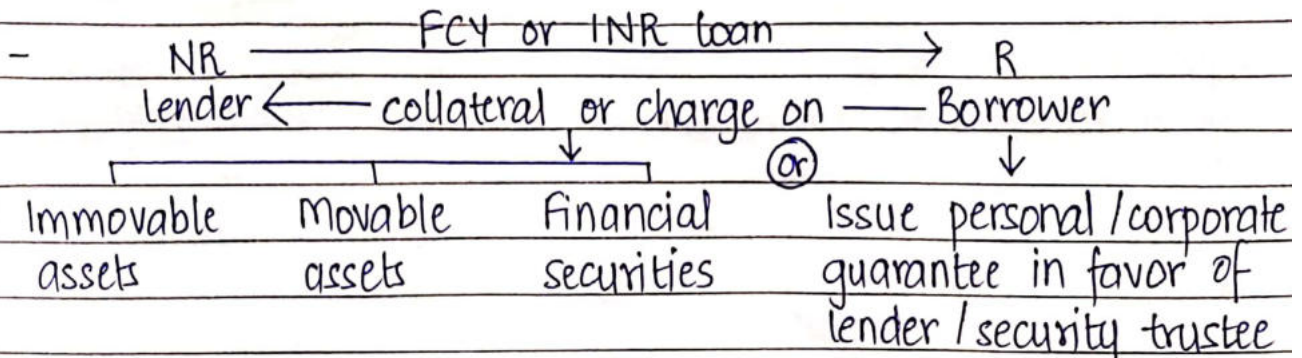 FCY or INR loan
- NR R
lender collateral or charge on Borrower
or
Immovable Movable Financial Issue personal / corporate
assets assets securities guarantee in favor of
lender / security trustee